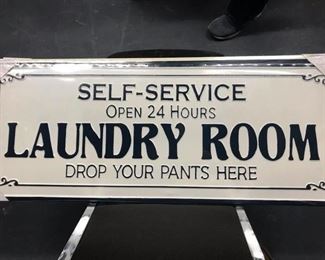 SELF-SERVICE
OPEN 24 HOURS
LAUNDRY ROOM
DROP YOUR PANTS HERE